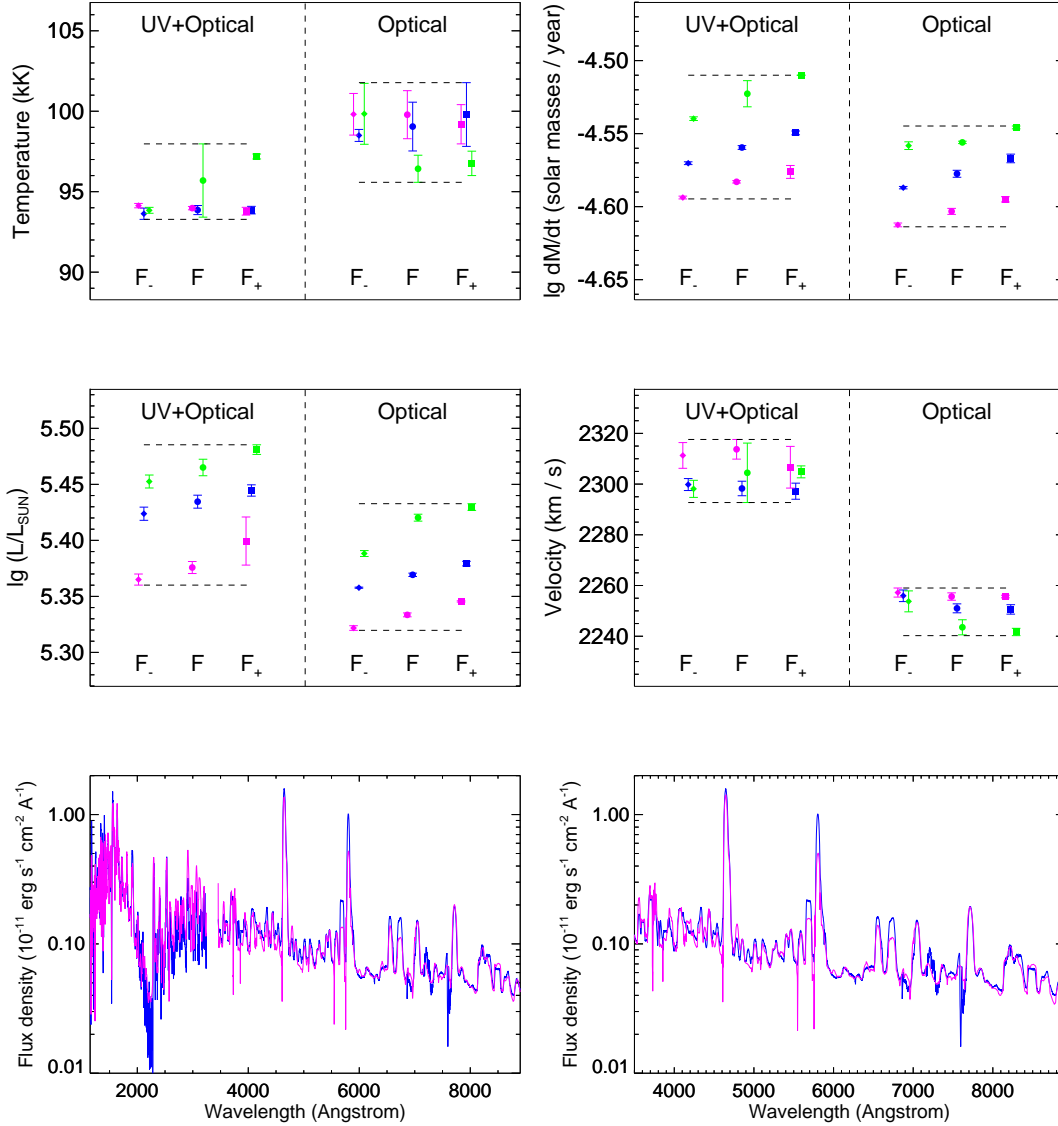 105
100
95
90
Temperature (kK)
UV+Optical
Optical
F-
F
F+
F-
F
F+
-4.50
-4.55
-4.60
-4.65
lg dM/dt (solar masses / year)
UV+Optical
Optical
F-
F
F+
F-
F
F+
5.50
5.45
5.40
5.35
5.30
lg (L/LSUN)
UV+Optical
Optical
F-
F
F+
F-
F
F+
2320
2300
2280
2260
2240
Velocity (km / s)
UV+Optical
Optical
F-
F
F+
F-
F
F+
1.00
0.10
0.01
Flux density (10-11 erg s-1 cm-2 A-1)
2000 4000 6000 8000
Wavelength (Angstrom)
1.00
0.10
0.01
Flux density (10-11 erg s-1 cm-2 A-1)
4000 5000 6000 7000 8000
Wavelength (Angstrom)